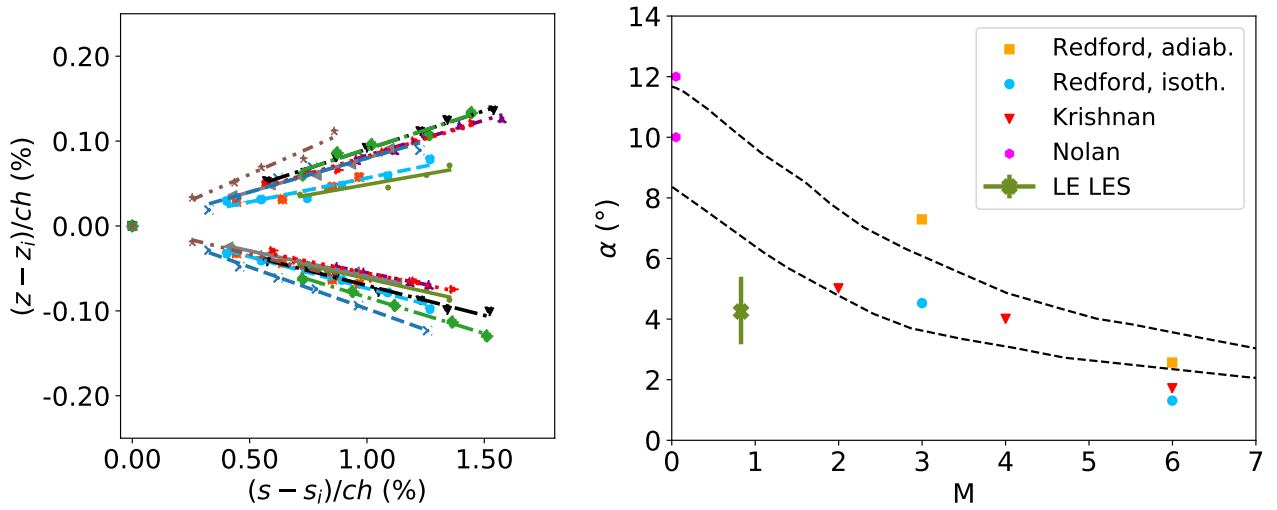 0.20
0.10
0.00
-0.10
-0.20
(z − z_i)/ch (%)
0.00 0.50 1.00 1.50
(s − s_i)/ch (%)
14
12
10
8
6
4
2
0
α (°)
0 1 2 3 4 5 6 7
M
Redford, adiab.
Redford, isoth.
Krishnan
Nolan
LE LES